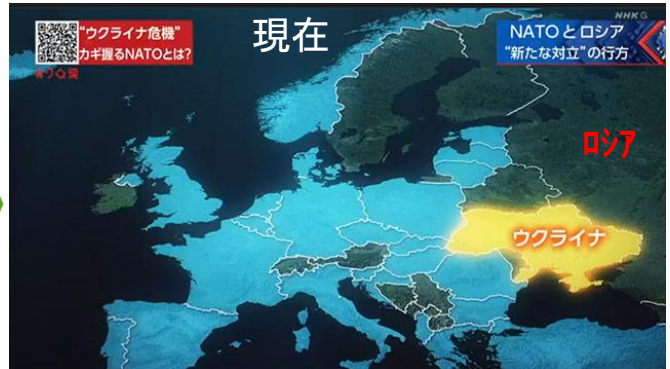 "ウクライナ危機"
カギ握るNATOとは?
現在
NHK G
NATOとロシア
"新たな対立"の行方
ロシア
ウクライナ